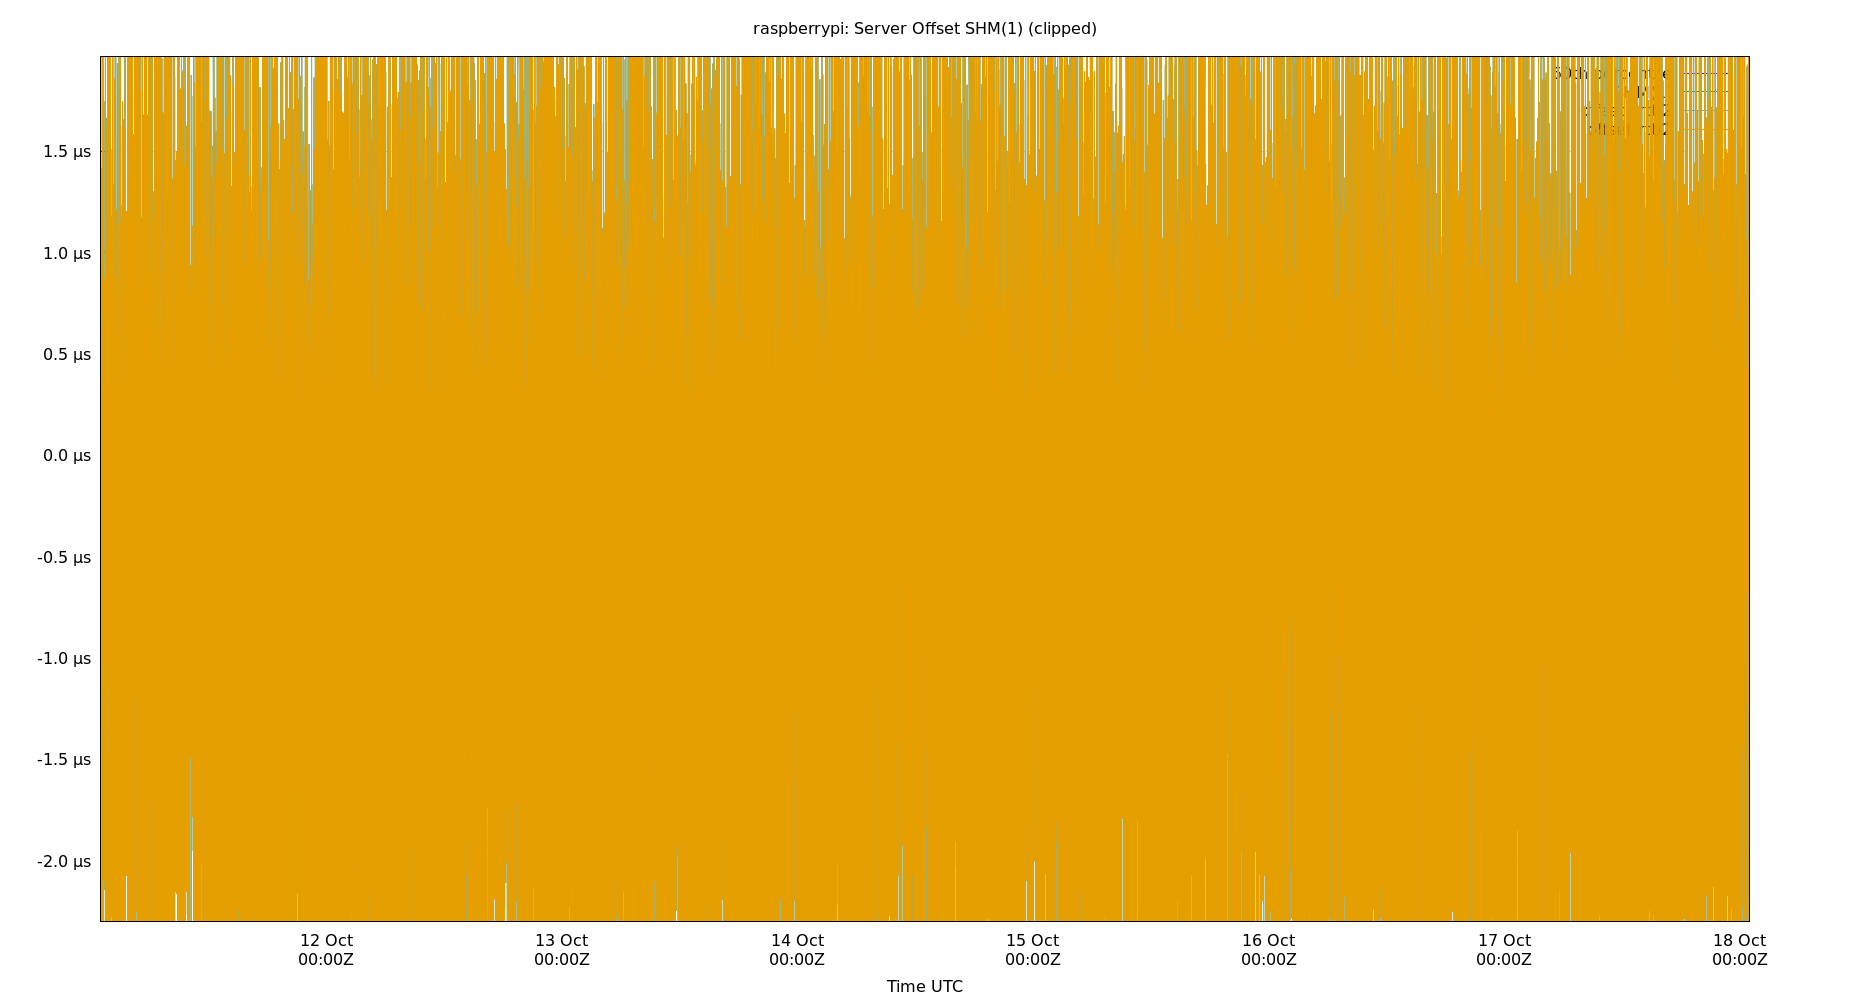 raspberrypi: Server Offset SHM(1) (clipped)
1.5 µs
1.0 µs
0.5 µs
0.0 µs
-0.5 µs
-1.0 µs
-1.5 µs
-2.0 µs
12 Oct 13 Oct 14 Oct 15 Oct 16 Oct 17 Oct 18 Oct
00:00Z 00:00Z 00:00Z 00:00Z 00:00Z 00:00Z 00:00Z
Time UTC